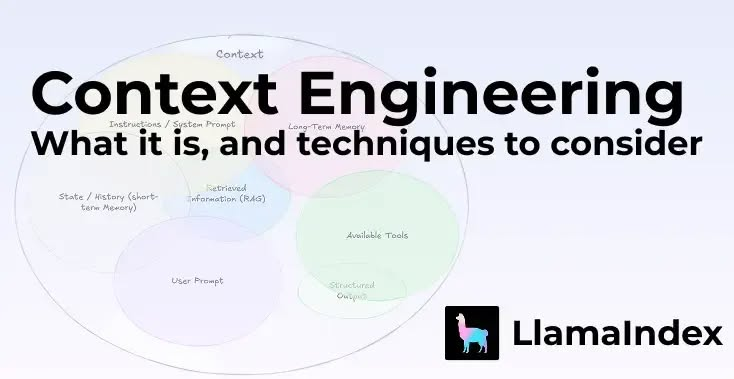 Context
Context Engineering
Instructions / System Prompt
Long-Term Memory
What it is, and techniques to consider
State / History (short-
term Memory)
Retrieved
Information (RAG)
Available Tools
User Prompt
Structured
Output
LlamaIndex